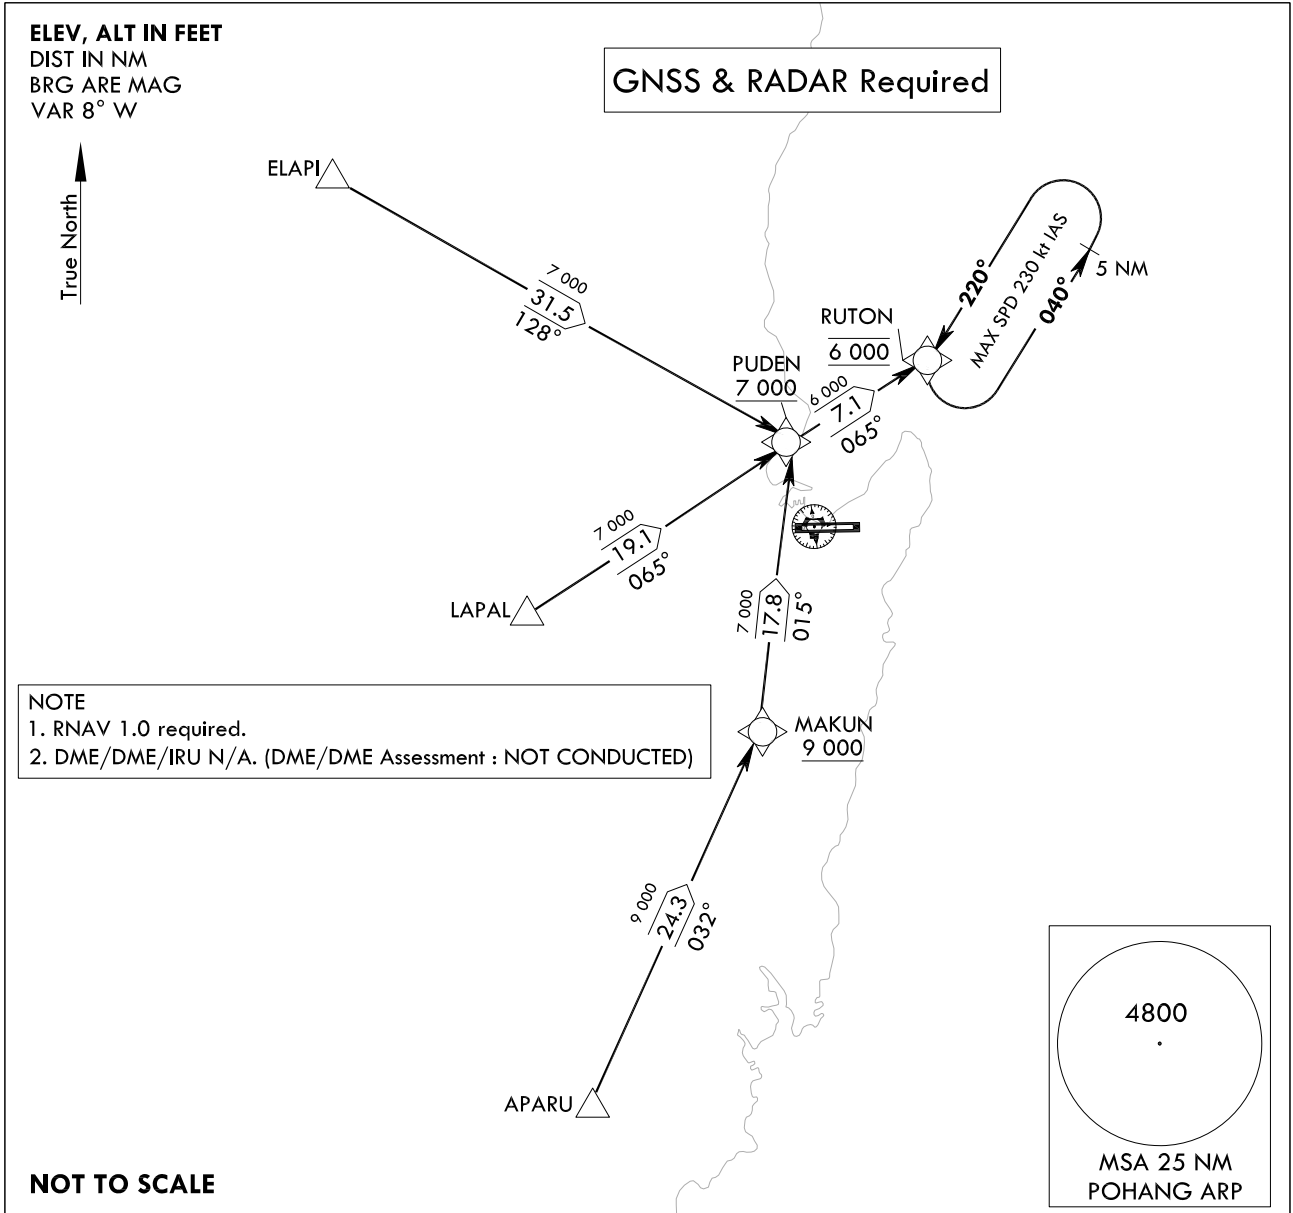 ELEV, ALT IN FEET
DIST IN NM
BRG ARE MAG
VAR 8° W
True North
GNSS & RADAR Required
ELAPI
7 000
31.5
128°
220°
MAX SPD 230 kt IAS
040°
5 NM
RUTON
6 000
PUDEN
7 000
6 000
7.1
065°
7 000
19.1
065°
LAPAL
7 000
17.8
015°
NOTE
1. RNAV 1.0 required.
2. DME/DME/IRU N/A. (DME/DME Assessment : NOT CONDUCTED)
MAKUN
9 000
9 000
24.3
032°
APARU
4800
MSA 25 NM
POHANG ARP
NOT TO SCALE